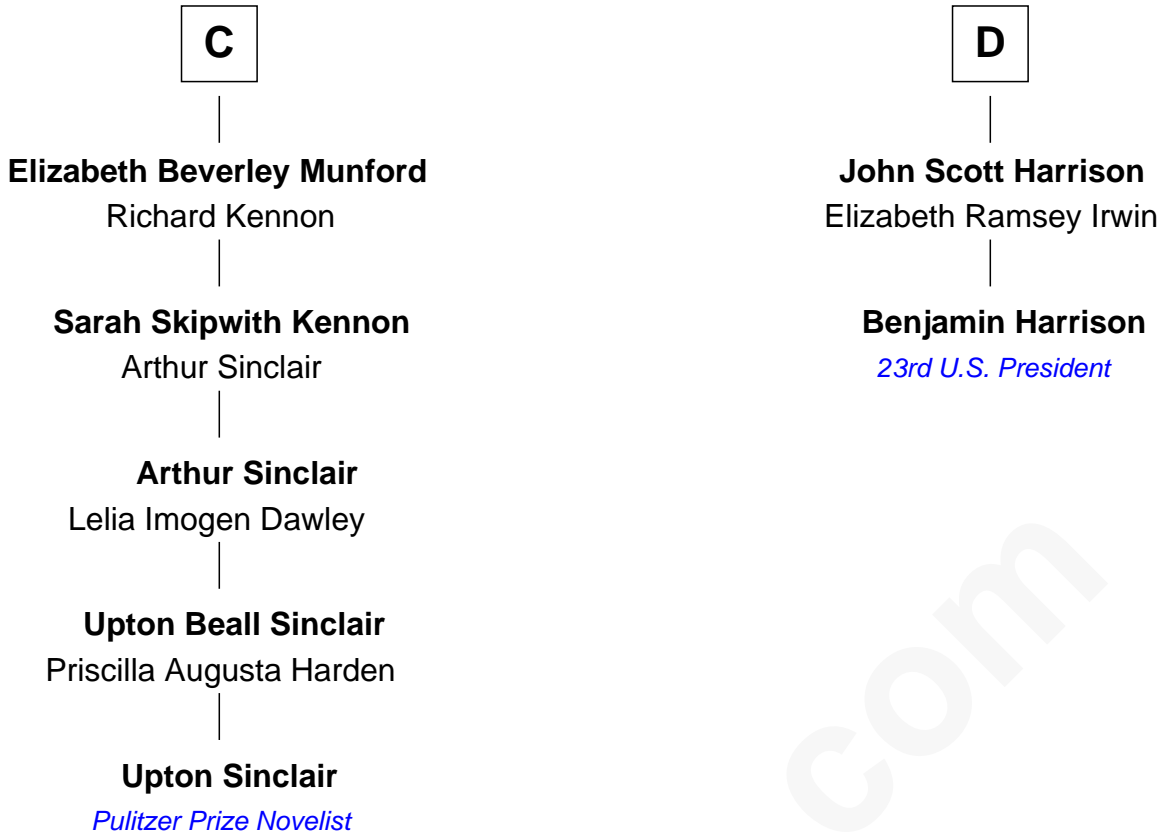 C
Elizabeth Beverley Munford
Richard Kennon
Sarah Skipwith Kennon
Arthur Sinclair
Arthur Sinclair
Lelia Imogen Dawley
Upton Beall Sinclair
Priscilla Augusta Harden
Upton Sinclair
Pulitzer Prize Novelist
D
John Scott Harrison
Elizabeth Ramsey Irwin
Benjamin Harrison
23rd U.S. President
com